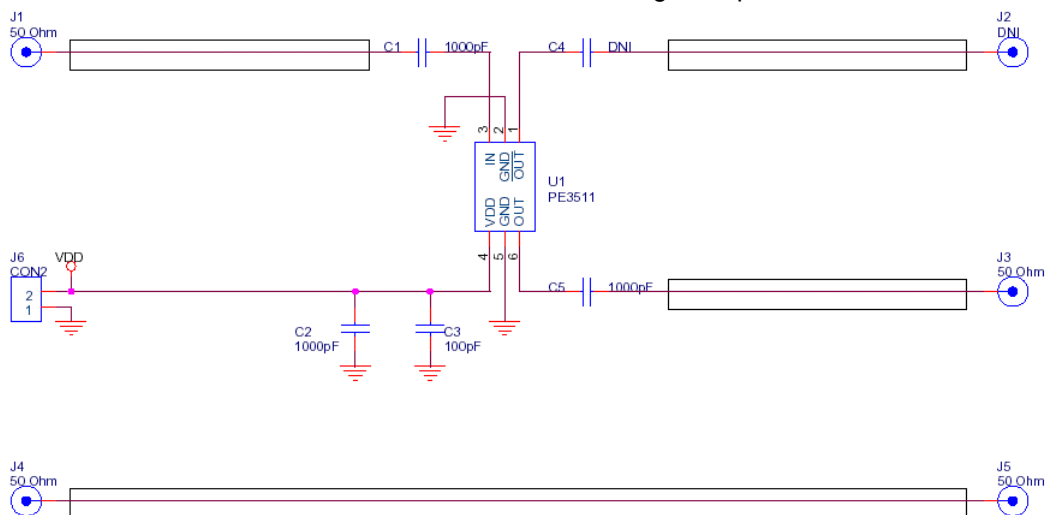 J1
50 Ohm
C1
1000pF
C4
DNI
J2
DNI
3
2
1
IN
GND
OUT
VDD
GND
OUT
U1
PE3511
4
5
6
J6
CON2
VDD
2
1
C5
1000pF
J3
50 Ohm
C2
1000pF
C3
100pF
J4
50 Ohm
J5
50 Ohm